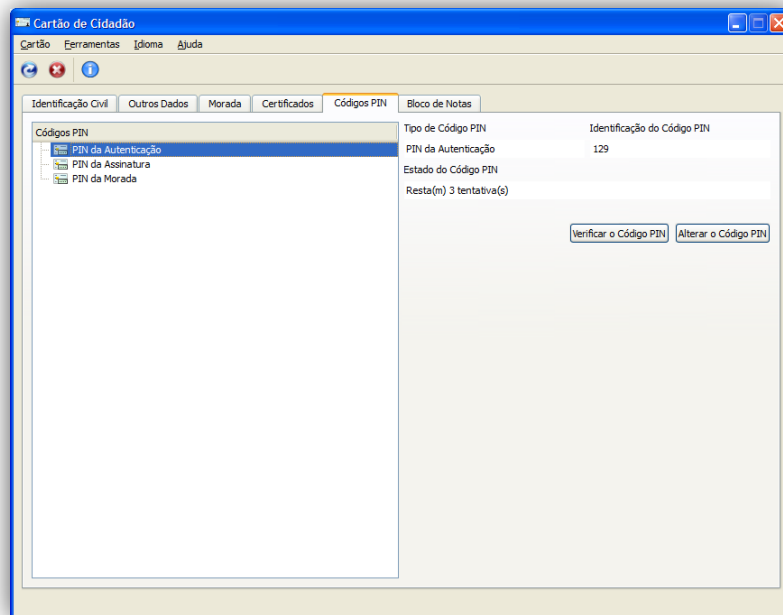 Cartão de Cidadão
Cartão Ferramentas Idioma Ajuda
Identificação Civil Outros Dados Morada Certificados Códigos PIN Bloco de Notas
Códigos PIN
PIN da Autenticação
PIN da Assinatura
PIN da Morada
Tipo de Código PIN Identificação do Código PIN
PIN da Autenticação 129
Estado do Código PIN
Resta(m) 3 tentativa(s)
Verificar o Código PIN Alterar o Código PIN